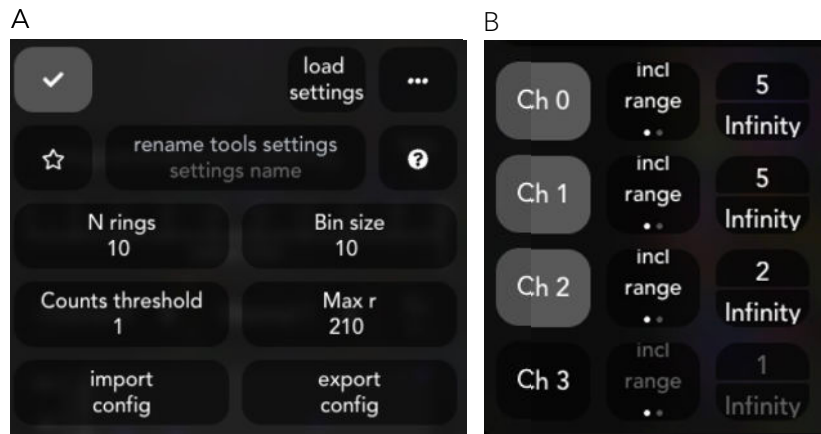 A
load
settings
rename tools settings
settings name
N rings
10
Bin size
10
Counts threshold
1
Max r
210
import
config
export
config
B
Ch 0
incl
range
5
Infinity
Ch 1
incl
range
5
Infinity
Ch 2
incl
range
2
Infinity
Ch 3
incl
range
1
Infinity